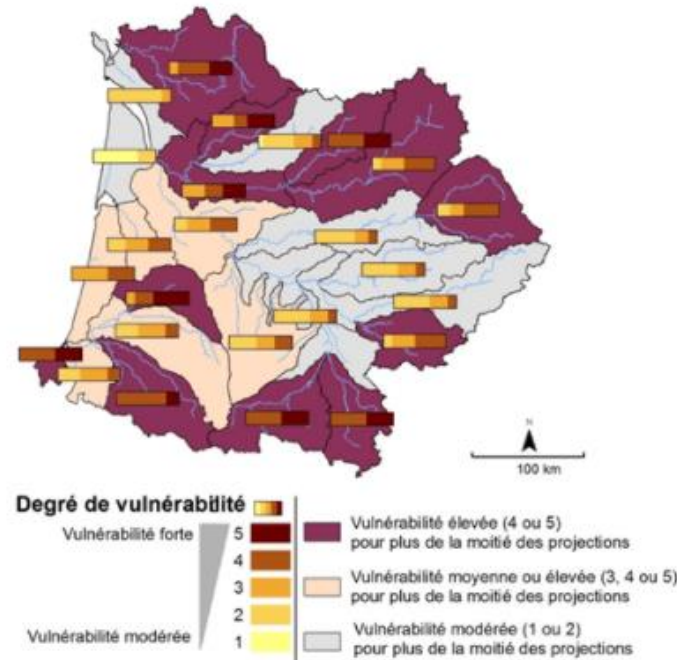 N
100 km
Degré de vulnérabilité
Vulnérabilité forte
5
4
3
2
Vulnérabilité modérée
1
Vulnérabilité élevée (4 ou 5)
pour plus de la moitié des projections
Vulnérabilité moyenne ou élevée (3, 4 ou 5)
pour plus de la moitié des projections
Vulnérabilité modérée (1 ou 2)
pour plus de la moitié des projections